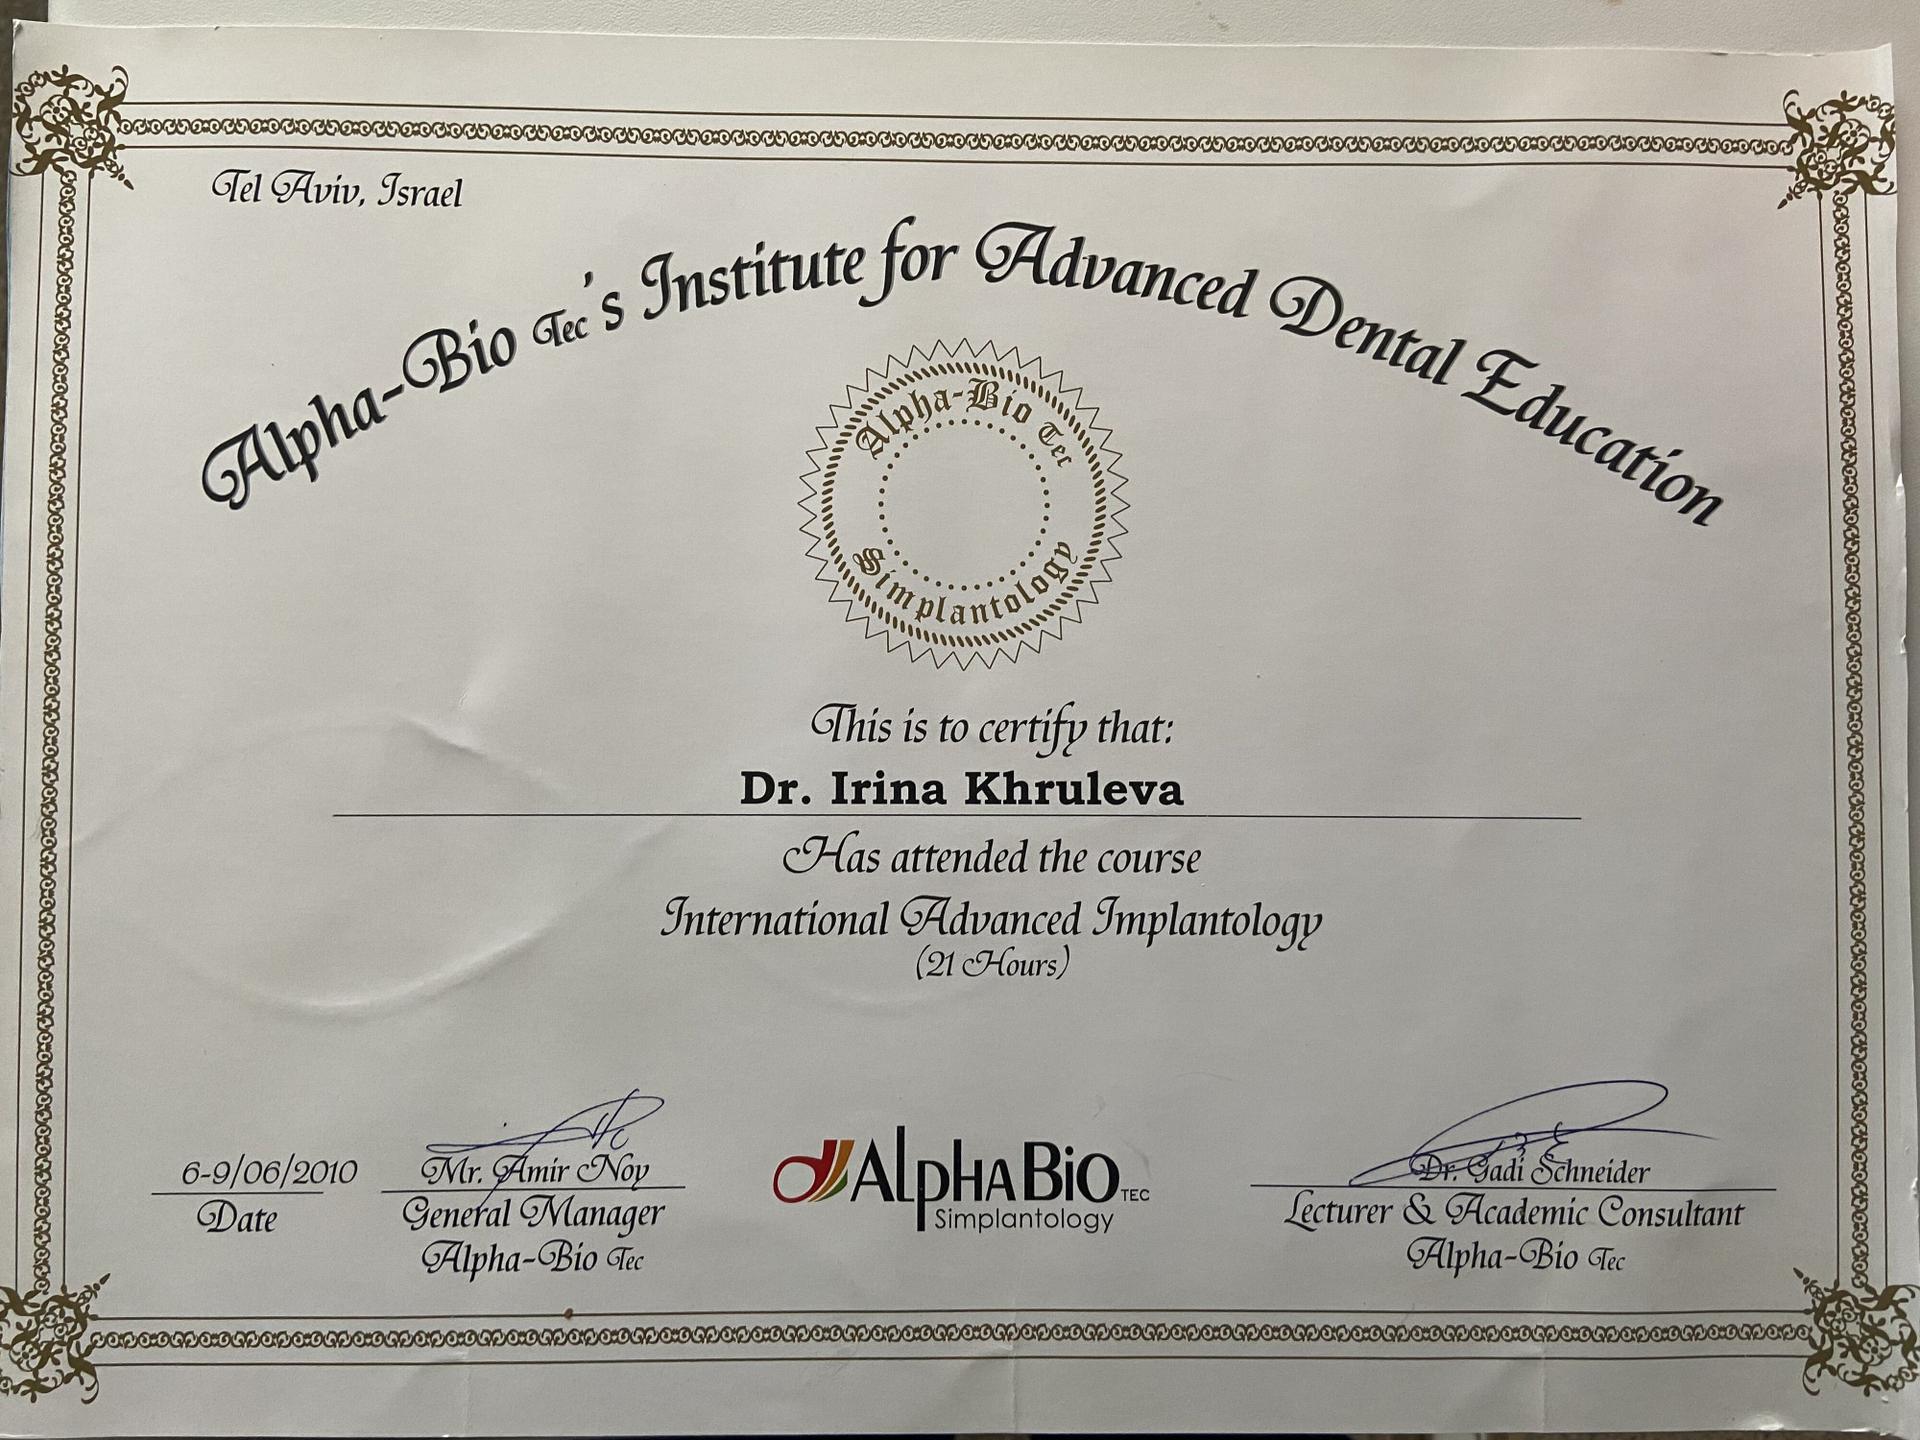 Tel Aviv, Israel
Alpha-Bio Tec's Institute for Advanced Dental Education
Alpha-Bio Tec
Simplantology
This is to certify that:
Dr. Irina Khruleva
Has attended the course
International Advanced Implantology
(21 Hours)
6-9/06/2010
Date
Mr. Amir Noy
General Manager
Alpha-Bio Tec
AlpHA BiO TEC
Simplantology
Dr. Gadi Schneider
Lecturer & Academic Consultant
Alpha-Bio Tec